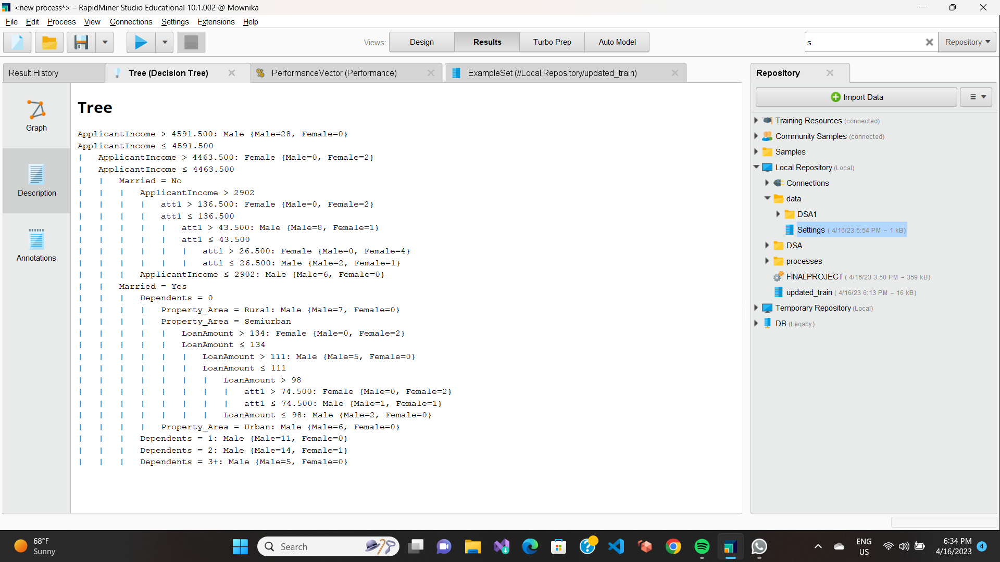 <new process*> – RapidMiner Studio Educational 10.1.002 @ Mownika
File Edit Process View Connections Settings Extensions Help
Views: Design Results Turbo Prep Auto Model
s
Repository
Result History
Tree (Decision Tree)
PerformanceVector (Performance)
ExampleSet (//Local Repository/updated_train)
Graph
Description
Annotations
Tree
ApplicantIncome > 4591.500: Male {Male=28, Female=0}
ApplicantIncome ≤ 4591.500
|   ApplicantIncome > 4463.500: Female {Male=0, Female=2}
|   ApplicantIncome ≤ 4463.500
|   |   Married = No
|   |   |   ApplicantIncome > 2902
|   |   |   |   att1 > 136.500: Female {Male=0, Female=2}
|   |   |   |   att1 ≤ 136.500
|   |   |   |   |   att1 > 43.500: Male {Male=8, Female=1}
|   |   |   |   |   att1 ≤ 43.500
|   |   |   |   |   |   att1 > 26.500: Female {Male=0, Female=4}
|   |   |   |   |   |   att1 ≤ 26.500: Male {Male=2, Female=1}
|   |   |   ApplicantIncome ≤ 2902: Male {Male=6, Female=0}
|   |   Married = Yes
|   |   |   Dependents = 0
|   |   |   |   Property_Area = Rural: Male {Male=7, Female=0}
|   |   |   |   Property_Area = Semiurban
|   |   |   |   |   LoanAmount > 134: Female {Male=0, Female=2}
|   |   |   |   |   LoanAmount ≤ 134
|   |   |   |   |   |   LoanAmount > 111: Male {Male=5, Female=0}
|   |   |   |   |   |   LoanAmount ≤ 111
|   |   |   |   |   |   |   LoanAmount > 98
|   |   |   |   |   |   |   |   att1 > 74.500: Female {Male=0, Female=2}
|   |   |   |   |   |   |   |   att1 ≤ 74.500: Male {Male=1, Female=1}
|   |   |   |   |   |   |   LoanAmount ≤ 98: Male {Male=2, Female=0}
|   |   |   |   Property_Area = Urban: Male {Male=6, Female=0}
|   |   |   Dependents = 1: Male {Male=11, Female=0}
|   |   |   Dependents = 2: Male {Male=14, Female=1}
|   |   |   Dependents = 3+: Male {Male=5, Female=0}
Repository
Import Data
Training Resources (connected)
Community Samples (connected)
Samples
Local Repository (Local)
Connections
data
DSA1
Settings ( 4/16/23 5:54 PM – 1 kB)
DSA
processes
FINALPROJECT ( 4/16/23 3:50 PM – 359 kB)
updated_train ( 4/16/23 6:13 PM – 16 kB)
Temporary Repository (Local)
DB (Legacy)
68°F
Sunny
Search
ENG
US
6:34 PM
4/16/2023
4